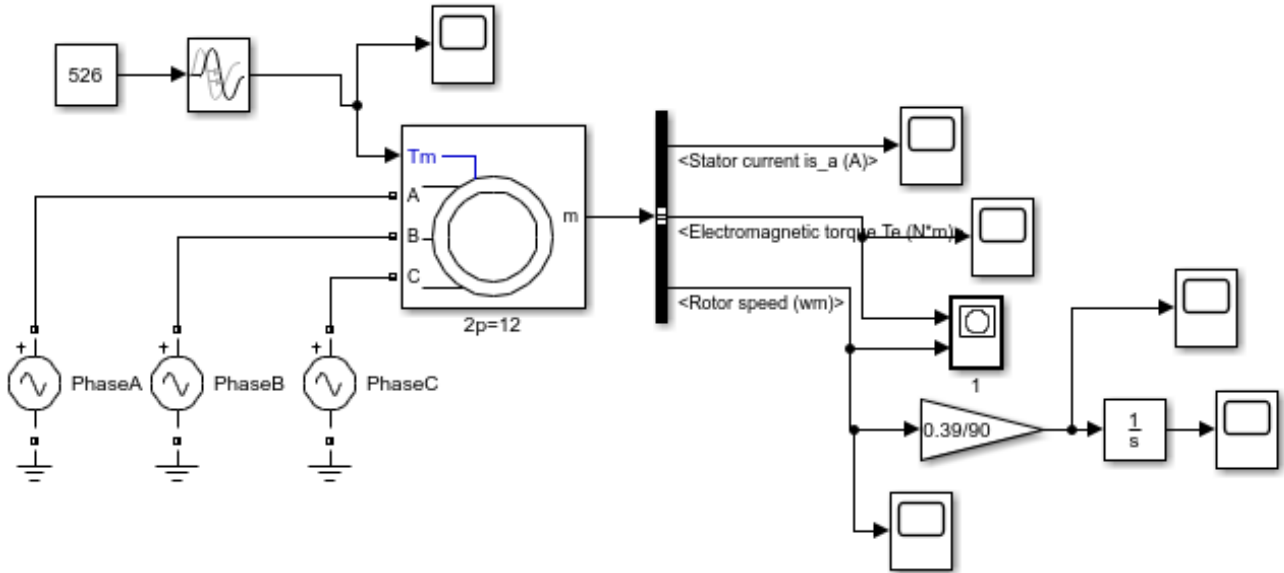 526
Tm
A
B
C
m
2p=12
<Stator current is_a (A)>
<Electromagnetic torque Te (N*m)>
<Rotor speed (wm)>
1
+
PhaseA
+
PhaseB
+
PhaseC
0.39/90
1
s